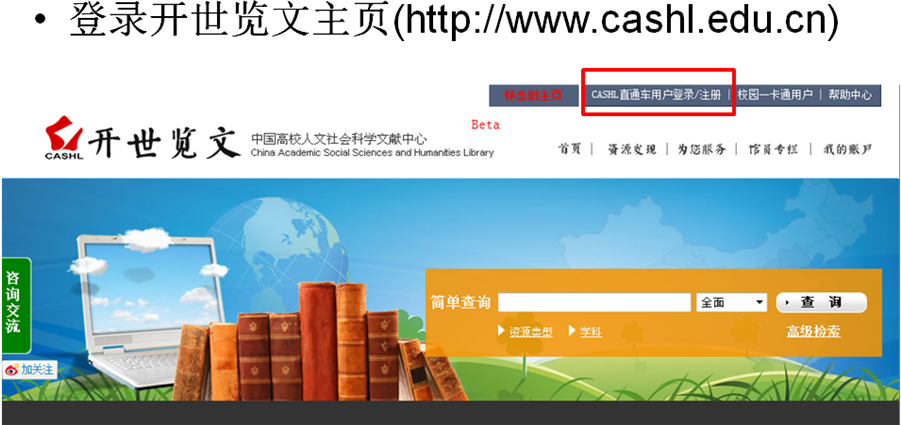 • 登录开世览文主页(http://www.cashl.edu.cn)
怀念旧主页 CASHL直通车用户登录/注册 | 校园一卡通用户 | 帮助中心
Beta
CASHL 开世览文 中国高校人文社会科学文献中心
China Academic Social Sciences and Humanities Library
首页 | 资源发现 | 为您服务 | 馆员专栏 | 我的账户
咨询交流
简单查询 全面 查 询
资源类型 学科 高级检索
加关注